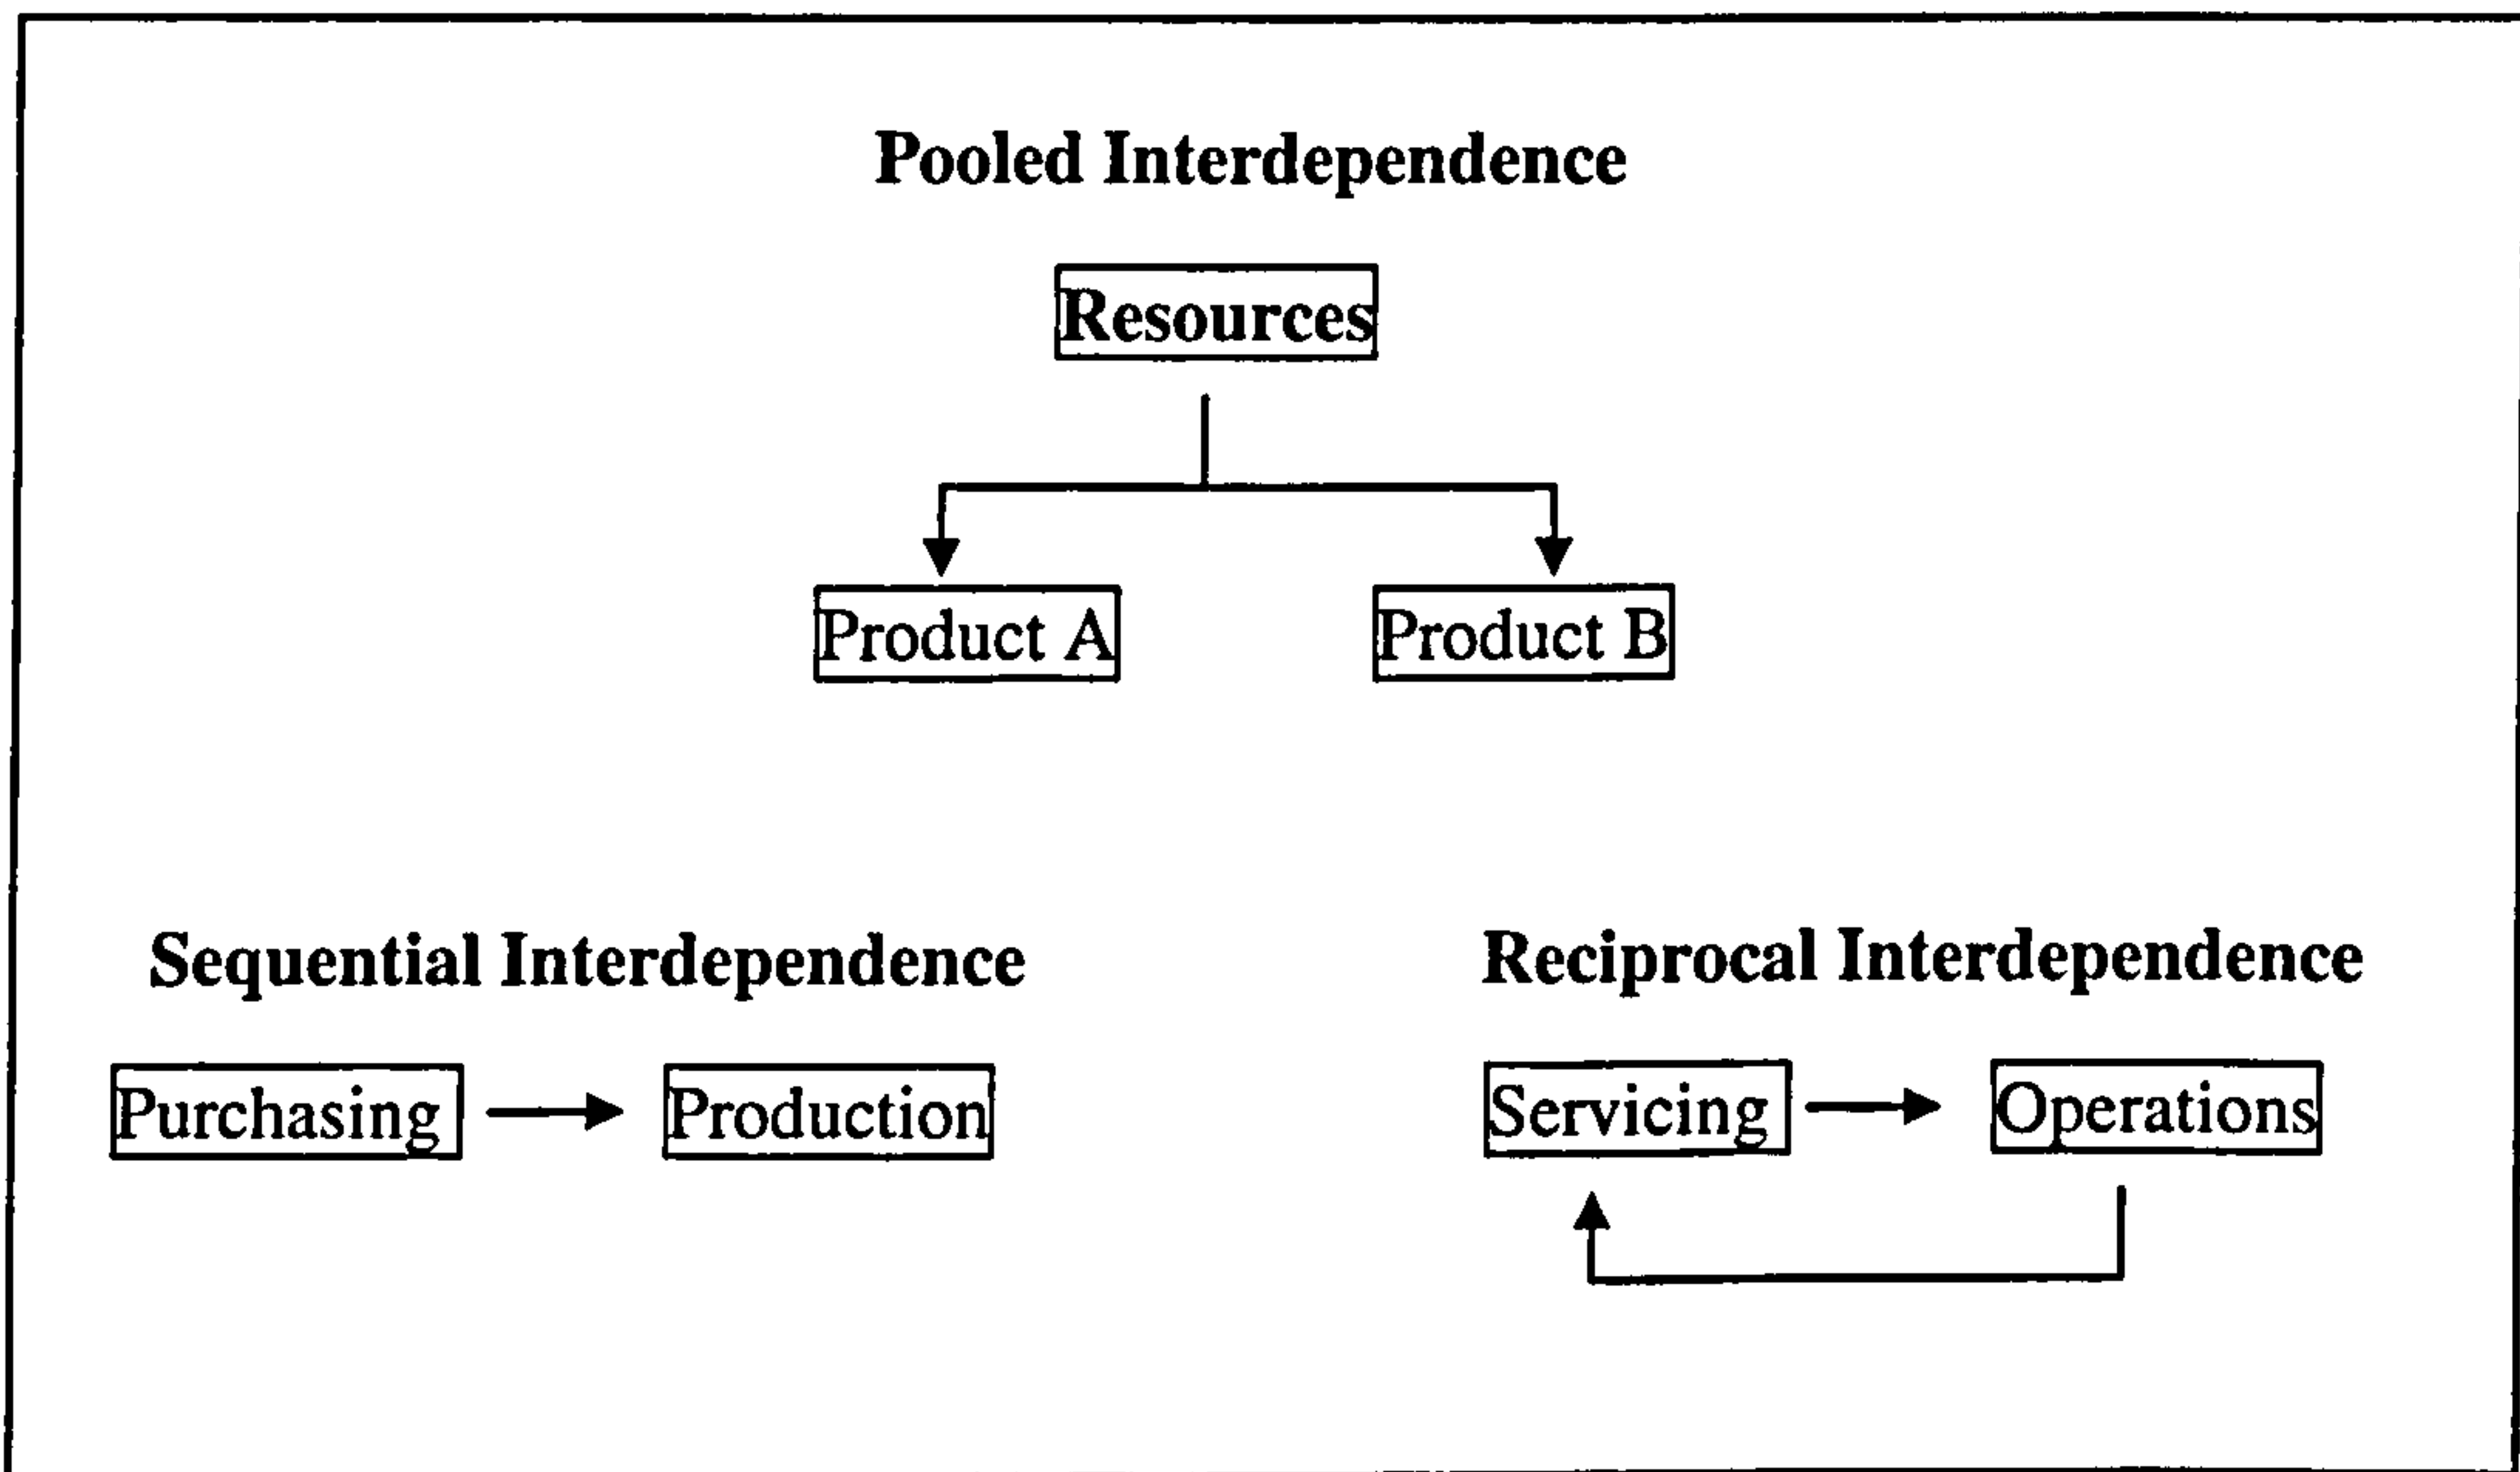 Pooled Interdependence
Resources
Product A
Product B
Sequential Interdependence
Purchasing
Production
Reciprocal Interdependence
Servicing
Operations